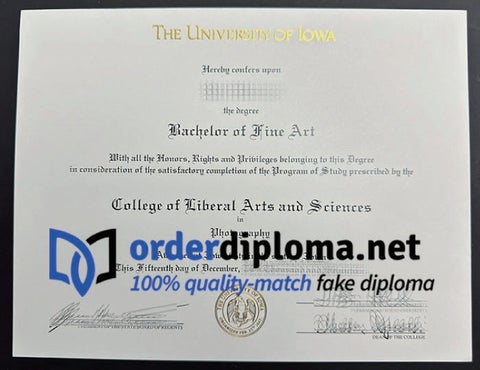 THE UNIVERSITY OF IOWA
Hereby confers upon
the degree
Bachelor of Fine Art
With all the Honors, Rights and Privileges belonging to this Degree
in consideration of the satisfactory completion of the Program of Study prescribed by the
College of Liberal Arts and Sciences
in
Photography
orderdiploma.net
This Fifteenth day of December,
100% quality-match fake diploma
DEAN OF THE COLLEGE